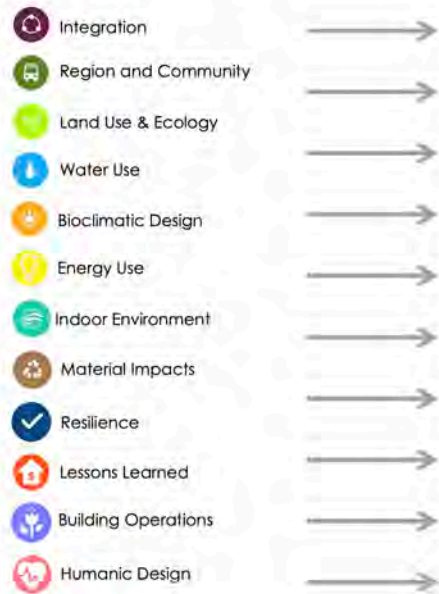 Integration
Region and Community
Land Use & Ecology
Water Use
Bioclimatic Design
Energy Use
Indoor Environment
Material Impacts
Resilience
Lessons Learned
Building Operations
Humanic Design